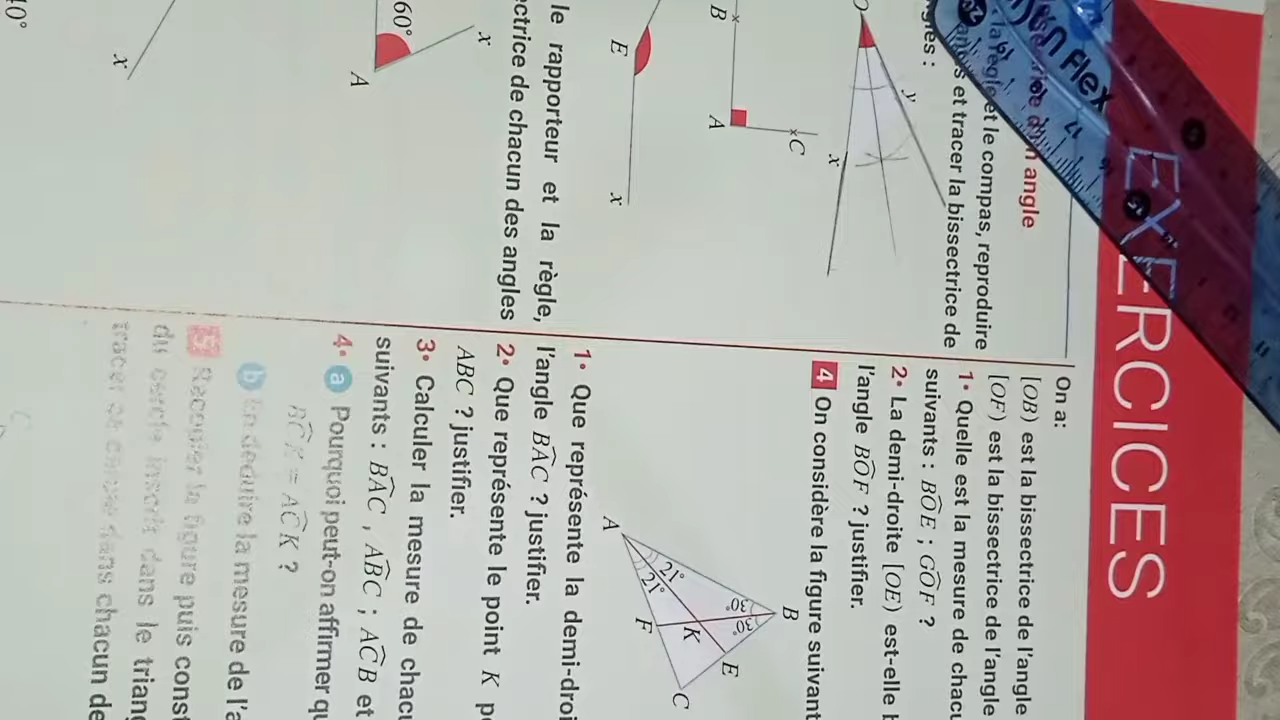 EXERCICES
angle
la règle et le compas, reproduire
et tracer la bissectrice de
y
x
B
A
C
E
x
le rapporteur et la règle,
ectrice de chacun des angles
60°
A
x
x
On a:
[OB) est la bissectrice de l'angle
[OF) est la bissectrice de l'angle
1• Quelle est la mesure de chacu
suivants : BÔE ; GÔF ?
2• La demi-droite [OE) est-elle
l'angle BÔF ? justifier.
4 On considère la figure suivant
A
B
C
E
F
K
21°
21°
30°
30°
1• Que représente la demi-droi
l'angle BÂC ? justifier.
2• Que représente le point K p
ABC ? justifier.
3• Calculer la mesure de chacu
suivants : BÂC , AB̂C ; AĈB et
4• a Pourquoi peut-on affirmer qu
BĈK = AĈK ?
b En déduire la mesure de l'a
5 Recopier la figure puis const
du cercle inscrit dans le triang
tracer ce cercle dans chacun de